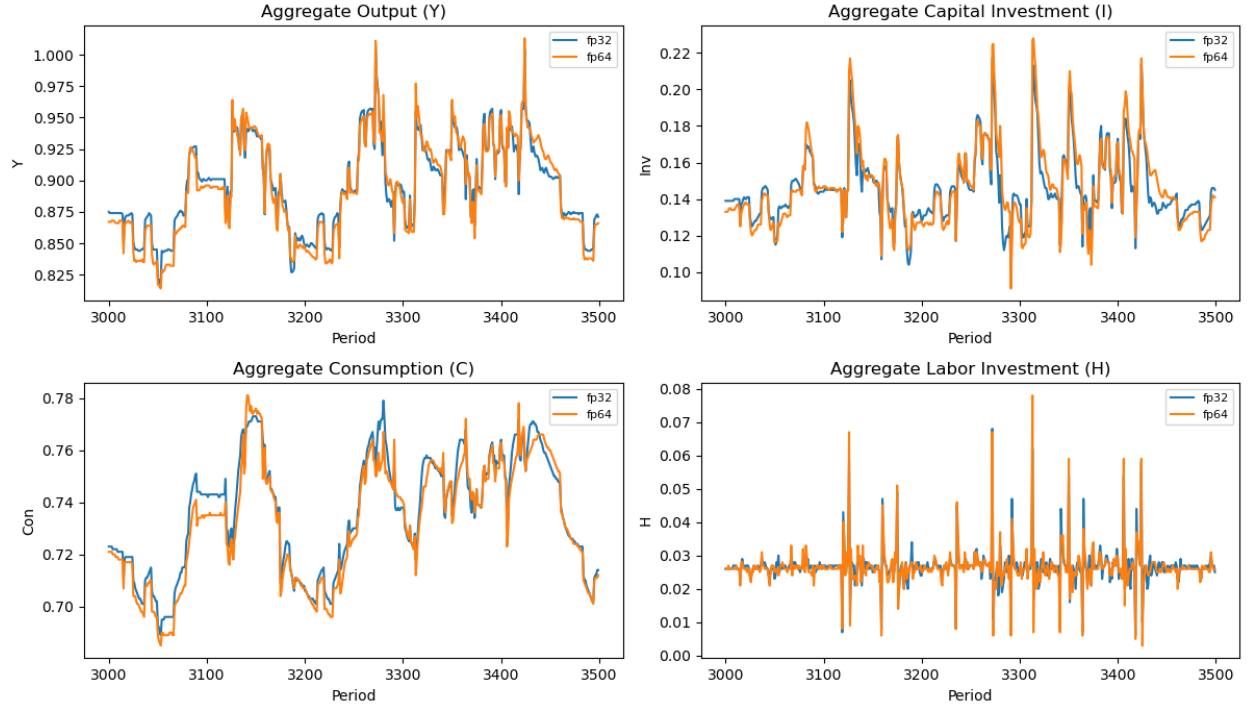 Aggregate Output (Y)
1.000
0.975
0.950
0.925
0.900
0.875
0.850
0.825
Y
fp32
fp64
3000 3100 3200 3300 3400 3500
Period
Aggregate Capital Investment (I)
0.22
0.20
0.18
0.16
0.14
0.12
0.10
Inv
fp32
fp64
3000 3100 3200 3300 3400 3500
Period
Aggregate Consumption (C)
0.78
0.76
0.74
0.72
0.70
Con
fp32
fp64
3000 3100 3200 3300 3400 3500
Period
Aggregate Labor Investment (H)
0.08
0.07
0.06
0.05
0.04
0.03
0.02
0.01
0.00
H
fp32
fp64
3000 3100 3200 3300 3400 3500
Period